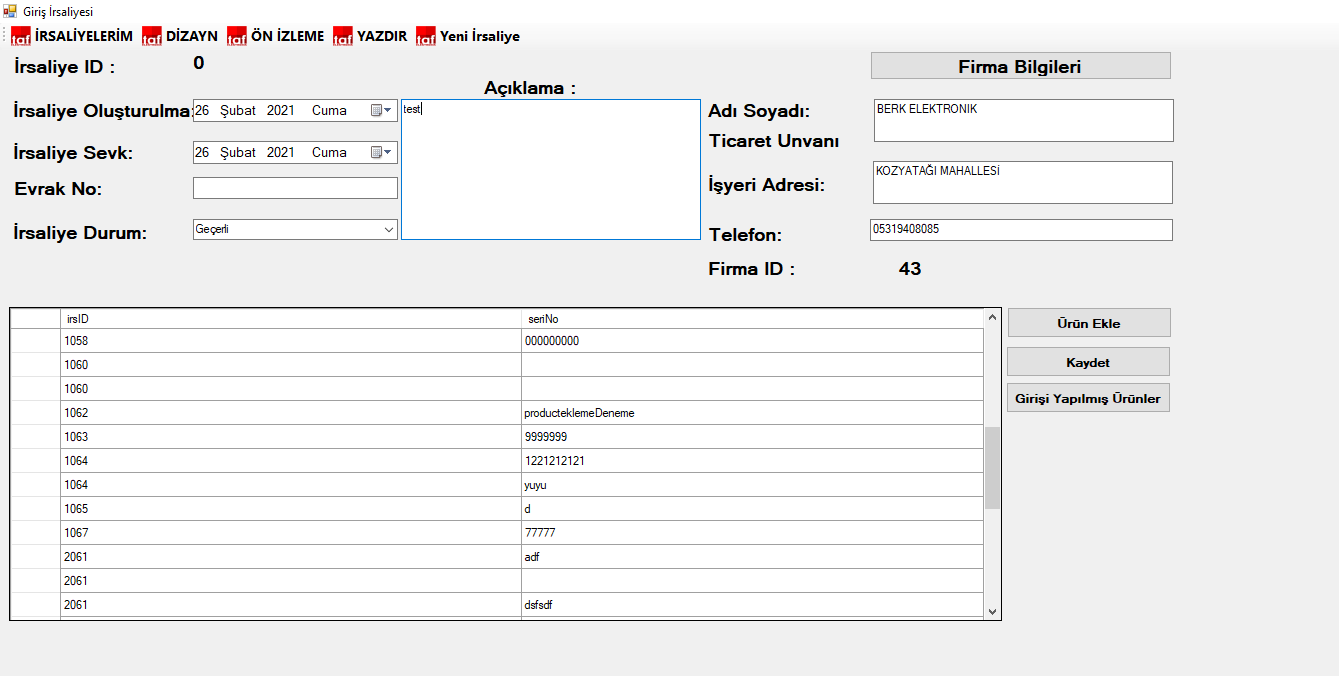 Giriş İrsaliyesi
taf İRSALİYELERİM taf DİZAYN taf ÖN İZLEME taf YAZDIR taf Yeni İrsaliye
İrsaliye ID : 0
Firma Bilgileri
Açıklama :
İrsaliye Oluşturulma: 26 Şubat 2021 Cuma
test
Adı Soyadı: BERK ELEKTRONIK
Ticaret Unvanı
İrsaliye Sevk: 26 Şubat 2021 Cuma
İşyeri Adresi: KOZYATAĞI MAHALLESİ
Evrak No:
İrsaliye Durum: Geçerli
Telefon: 05319408085
Firma ID : 43
irsID seriNo
1058 000000000
1060
1060
1062 producteklemeDeneme
1063 9999999
1064 1221212121
1064 yuyu
1065 d
1067 77777
2061 adf
2061
2061 dsfsdf
Ürün Ekle
Kaydet
Girişi Yapılmış Ürünler